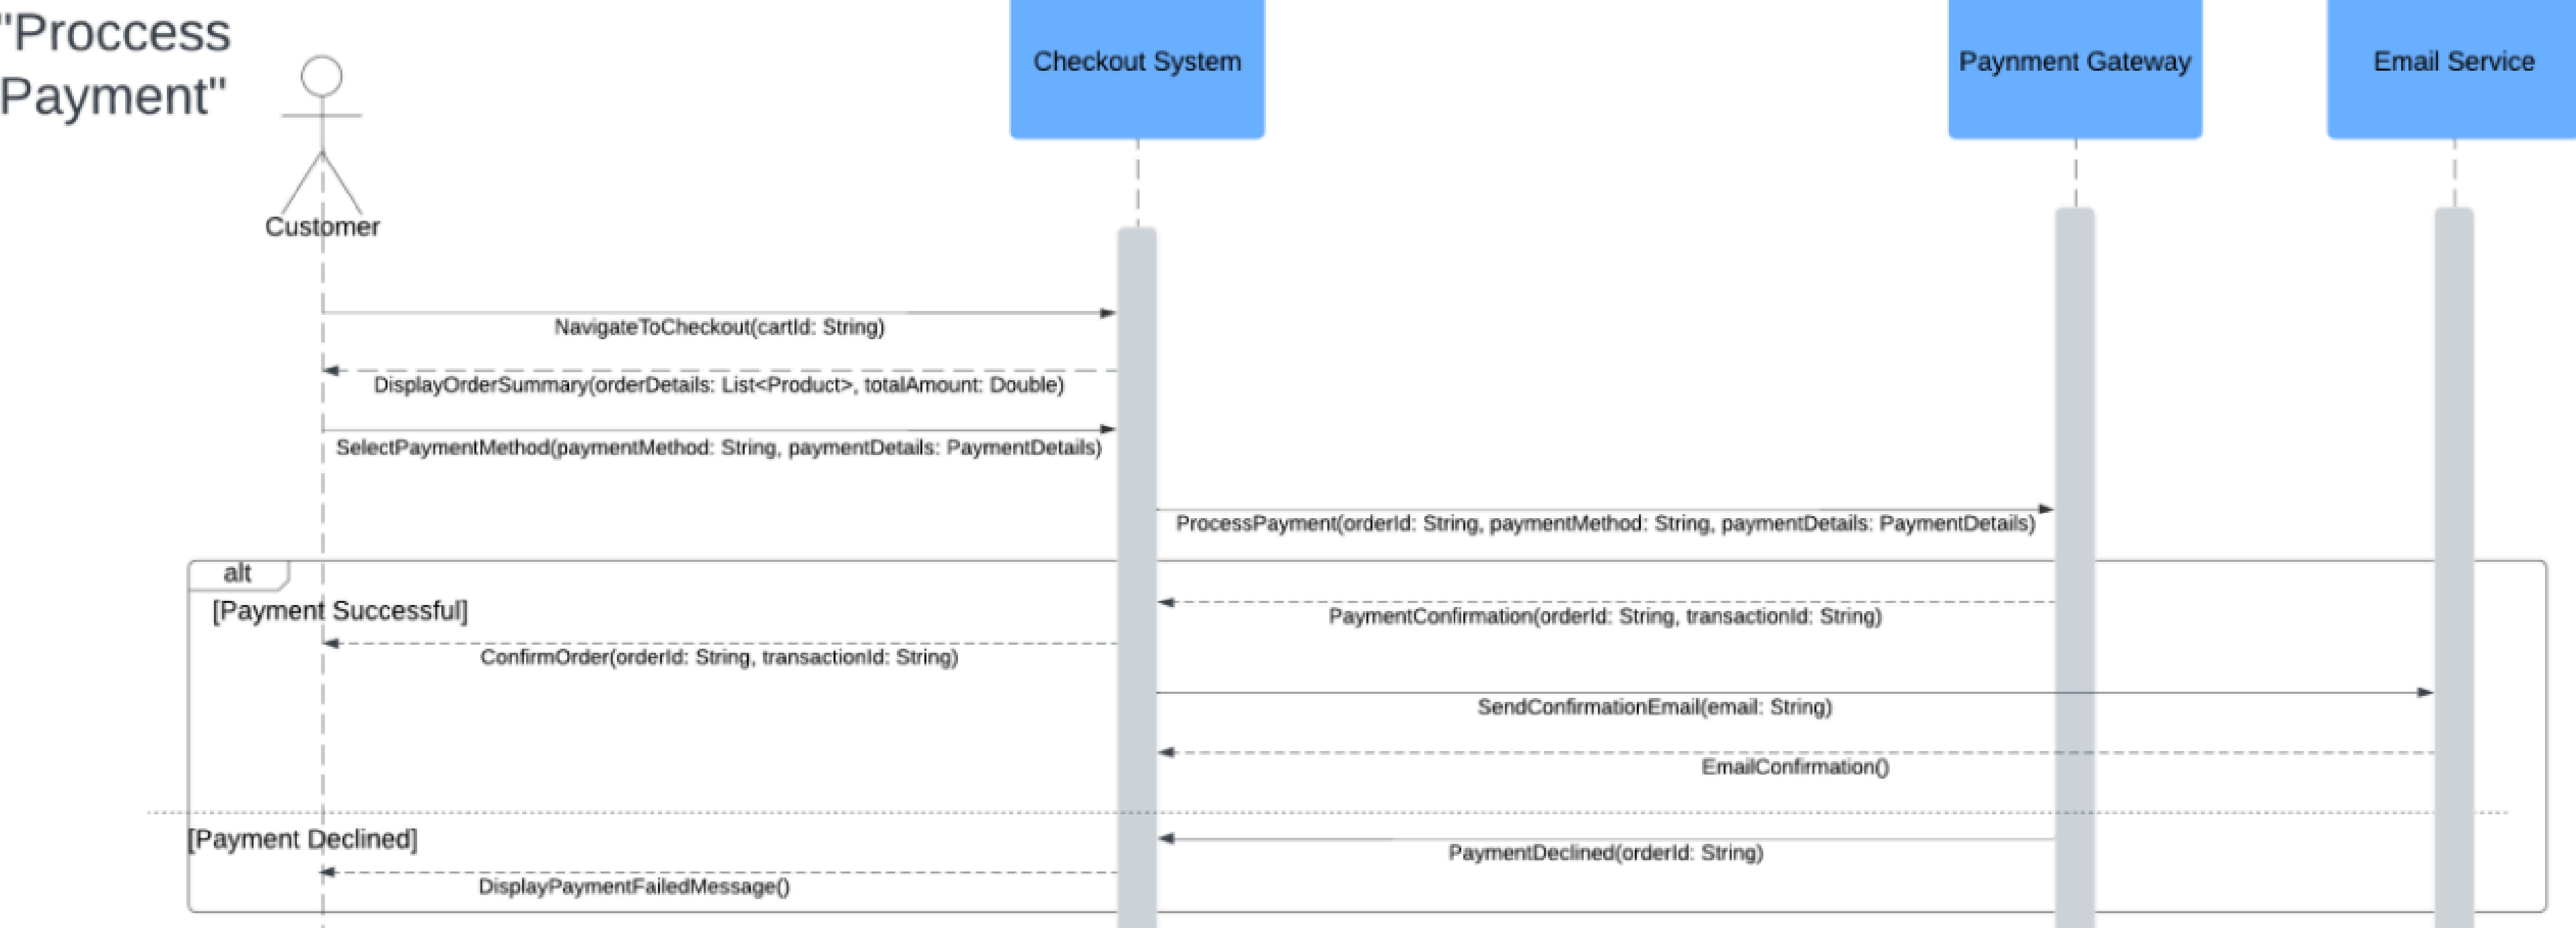 "Proccess
Payment"
Checkout System
Paynment Gateway
Email Service
Customer
NavigateToCheckout(cartId: String)
DisplayOrderSummary(orderDetails: List<Product>, totalAmount: Double)
SelectPaymentMethod(paymentMethod: String, paymentDetails: PaymentDetails)
ProcessPayment(orderId: String, paymentMethod: String, paymentDetails: PaymentDetails)
alt
[Payment Successful]
PaymentConfirmation(orderId: String, transactionId: String)
ConfirmOrder(orderId: String, transactionId: String)
SendConfirmationEmail(email: String)
EmailConfirmation()
[Payment Declined]
PaymentDeclined(orderId: String)
DisplayPaymentFailedMessage()